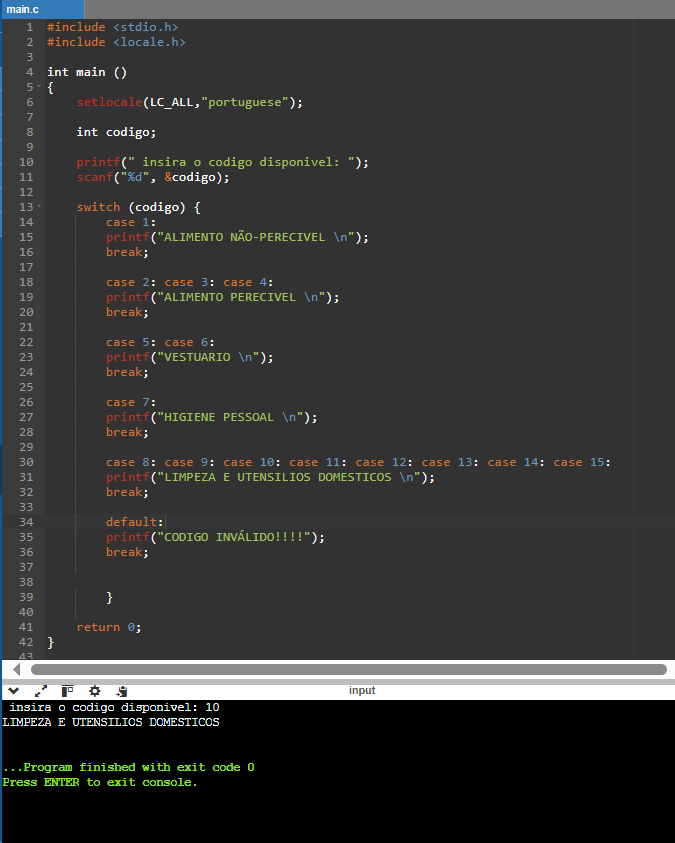 main.c
1 #include <stdio.h>
2 #include <locale.h>
3
4 int main ()
5 {
6 setlocale(LC_ALL,"portuguese");
7
8 int codigo;
9
10 printf(" insira o codigo disponivel: ");
11 scanf("%d", &codigo);
12
13 switch (codigo) {
14 case 1:
15 printf("ALIMENTO NÃO-PERECIVEL \n");
16 break;
17
18 case 2: case 3: case 4:
19 printf("ALIMENTO PERECIVEL \n");
20 break;
21
22 case 5: case 6:
23 printf("VESTUARIO \n");
24 break;
25
26 case 7:
27 printf("HIGIENE PESSOAL \n");
28 break;
29
30 case 8: case 9: case 10: case 11: case 12: case 13: case 14: case 15:
31 printf("LIMPEZA E UTENSILIOS DOMESTICOS \n");
32 break;
33
34 default:
35 printf("CODIGO INVÁLIDO!!!!");
36 break;
37
38
39 }
40
41 return 0;
42 }
43
input
insira o codigo disponivel: 10
LIMPEZA E UTENSILIOS DOMESTICOS
...Program finished with exit code 0
Press ENTER to exit console.